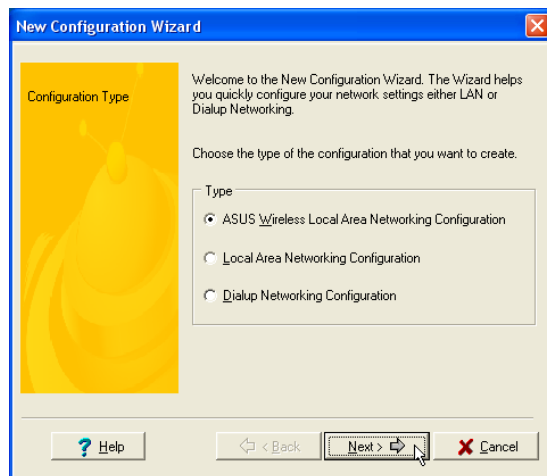 New Configuration Wizard
Configuration Type
Welcome to the New Configuration Wizard. The Wizard helps
you quickly configure your network settings either LAN or
Dialup Networking.
Choose the type of the configuration that you want to create.
Type
ASUS Wireless Local Area Networking Configuration
Local Area Networking Configuration
Dialup Networking Configuration
? Help
< Back
Next >
Cancel